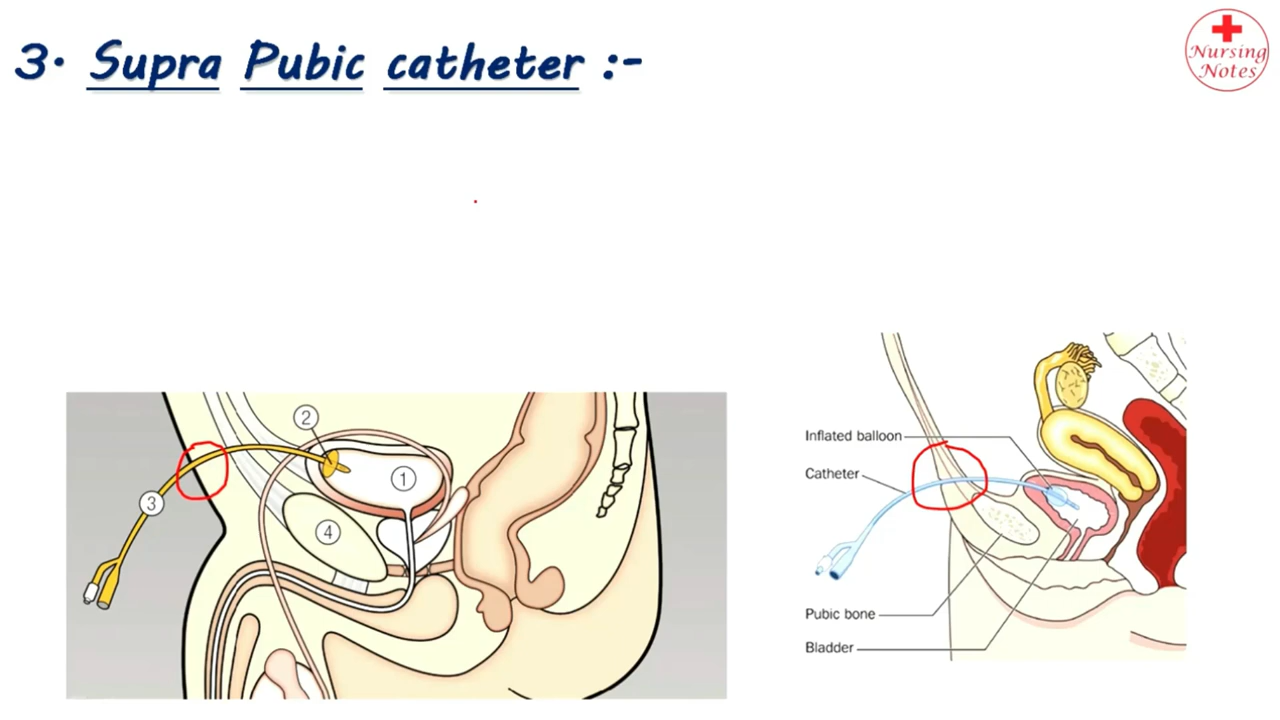 3. Supra Pubic catheter :-
Nursing
Notes
2
1
3
4
Inflated balloon
Catheter
Pubic bone
Bladder